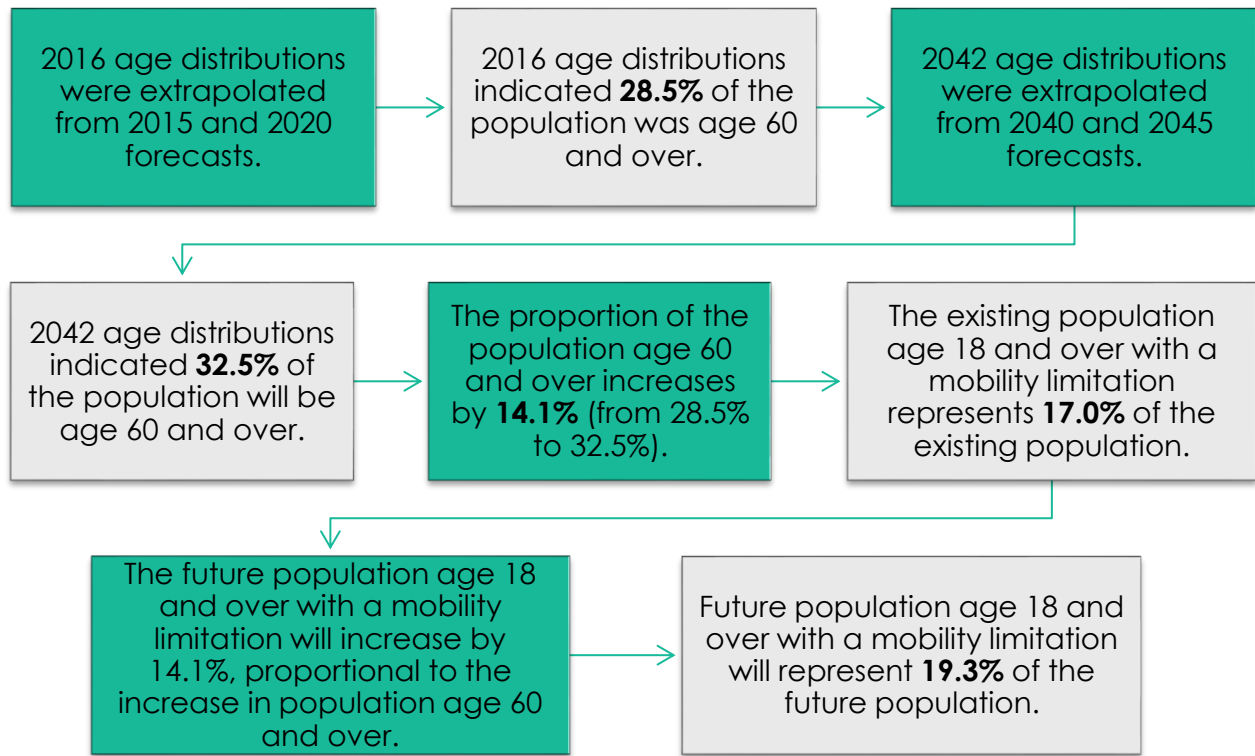 2016 age distributions
were extrapolated
from 2015 and 2020
forecasts.
2016 age distributions
indicated 28.5% of the
population was age 60
and over.
2042 age distributions
were extrapolated
from 2040 and 2045
forecasts.
2042 age distributions
indicated 32.5% of
the population will be
age 60 and over.
The proportion of the
population age 60
and over increases
by 14.1% (from 28.5%
to 32.5%).
The existing population
age 18 and over with a
mobility limitation
represents 17.0% of the
existing population.
The future population age 18
and over with a mobility
limitation will increase by
14.1%, proportional to the
increase in population age 60
and over.
Future population age 18 and
over with a mobility limitation
will represent 19.3% of the
future population.